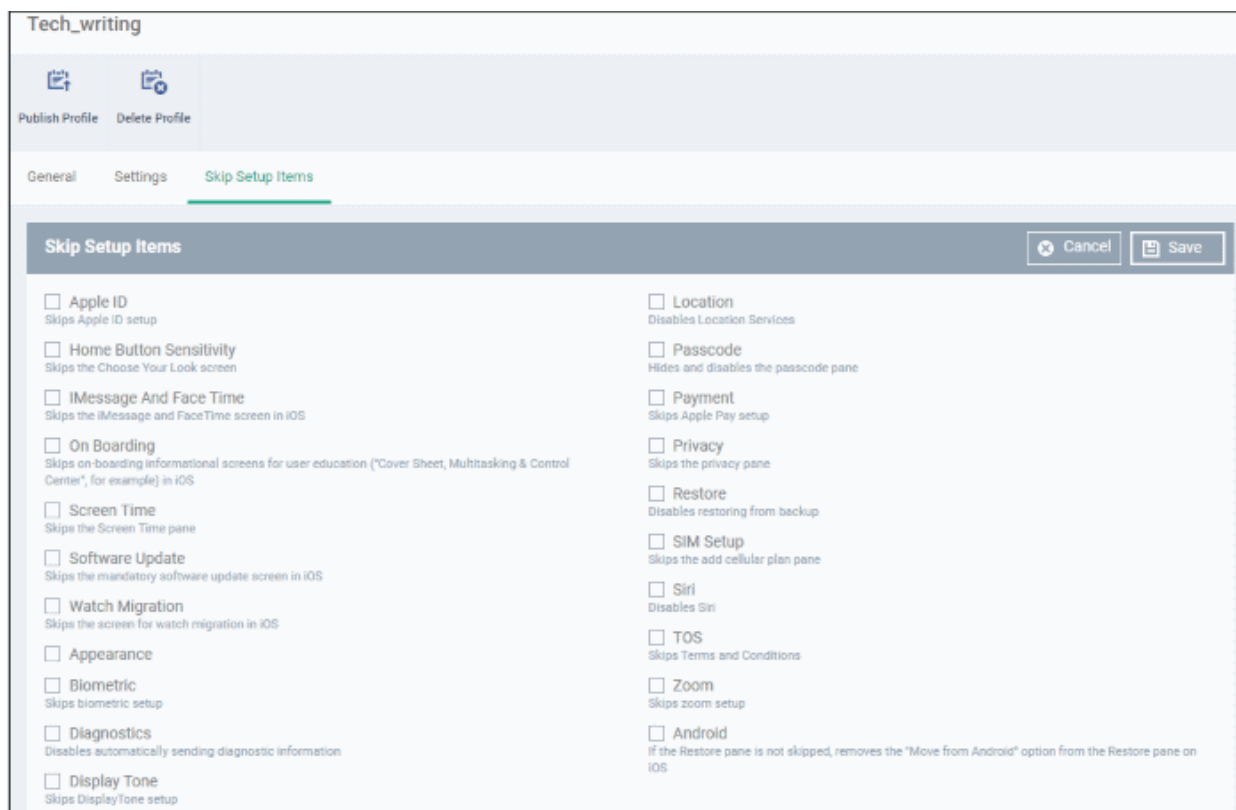 Tech_writing
Publish Profile
Delete Profile
General
Settings
Skip Setup Items
Skip Setup Items
Cancel
Save
Apple ID
Skips Apple ID setup
Home Button Sensitivity
Skips the Choose Your Look screen
IMessage And Face Time
Skips the iMessage and FaceTime screen in iOS
On Boarding
Skips on-boarding informational screens for user education ("Cover Sheet, Multitasking & Control
Center", for example) in iOS
Screen Time
Skips the Screen Time pane
Software Update
Skips the mandatory software update screen in iOS
Watch Migration
Skips the screen for watch migration in iOS
Appearance
Biometric
Skips biometric setup
Diagnostics
Disables automatically sending diagnostic information
Display Tone
Skips DisplayTone setup
Location
Disables Location Services
Passcode
Hides and disables the passcode pane
Payment
Skips Apple Pay setup
Privacy
Skips the privacy pane
Restore
Disables restoring from backup
SIM Setup
Skips the add cellular plan pane
Siri
Disables Siri
TOS
Skips Terms and Conditions
Zoom
Skips zoom setup
Android
If the Restore pane is not skipped, removes the "Move from Android" option from the Restore pane on
iOS